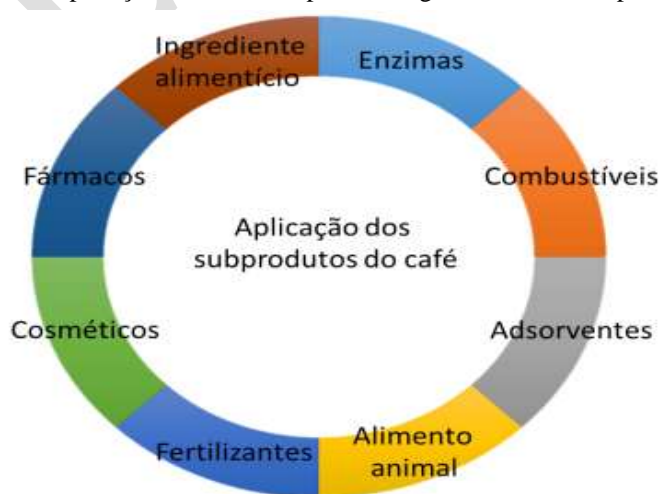 Ingrediente
alimentício
Enzimas
Combustíveis
Adsorventes
Alimento
animal
Fertilizantes
Cosméticos
Fármacos
Aplicação dos
subprodutos do café